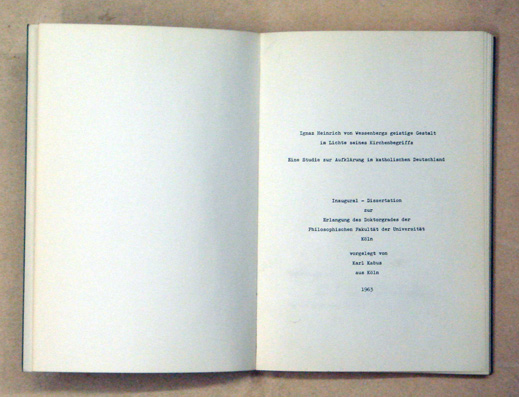 Ignaz Heinrich von Wessenbergs geistige Gestalt
im Lichte seines Kirchenbegriffs
Eine Studie zur Aufklärung im katholischen Deutschland
Inaugural - Dissertation
zur
Erlangung des Doktorgrades der
Philosophischen Fakultät der Universität
Köln
vorgelegt von
Karl Rabus
aus Köln
1963